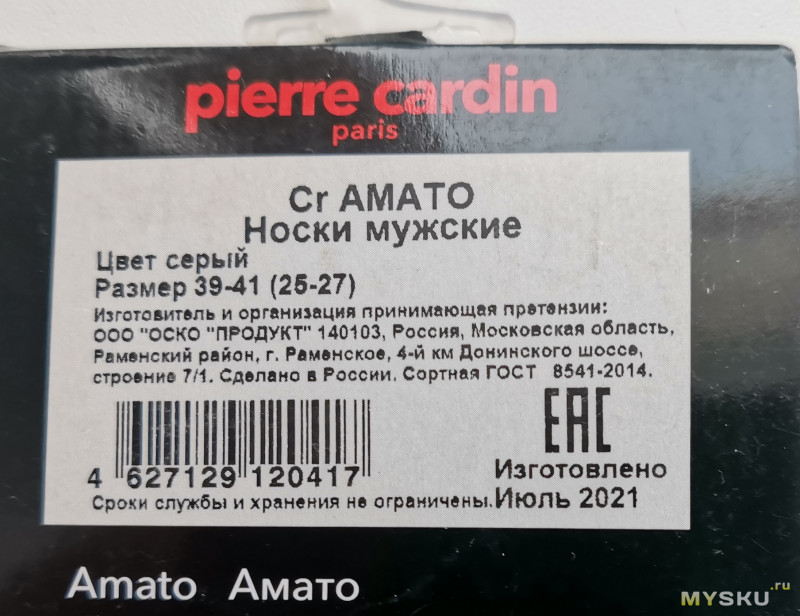 pierre cardin
paris
Cr AMATO
Носки мужские
Цвет серый
Размер 39-41 (25-27)
Изготовитель и организация принимающая претензии:
ООО "ОСКО "ПРОДУКТ" 140103, Россия, Московская область,
Раменский район, г. Раменское, 4-й км Донинского шоссе,
строение 7/1. Сделано в России. Сортная ГОСТ 8541-2014.
EAC
4 627129 120417
Изготовлено
Сроки службы и хранения не ограничены. Июль 2021
Amato Амато
MYSKU.ru